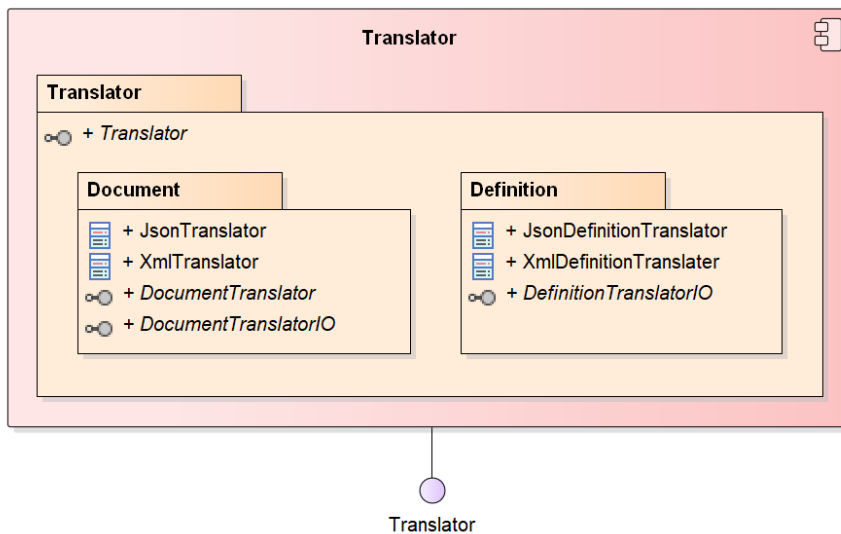 Translator
Translator
+ Translator
Document
+ JsonTranslator
+ XmlTranslator
+ DocumentTranslator
+ DocumentTranslatorIO
Definition
+ JsonDefinitionTranslator
+ XmlDefinitionTranslater
+ DefinitionTranslatorIO
Translator